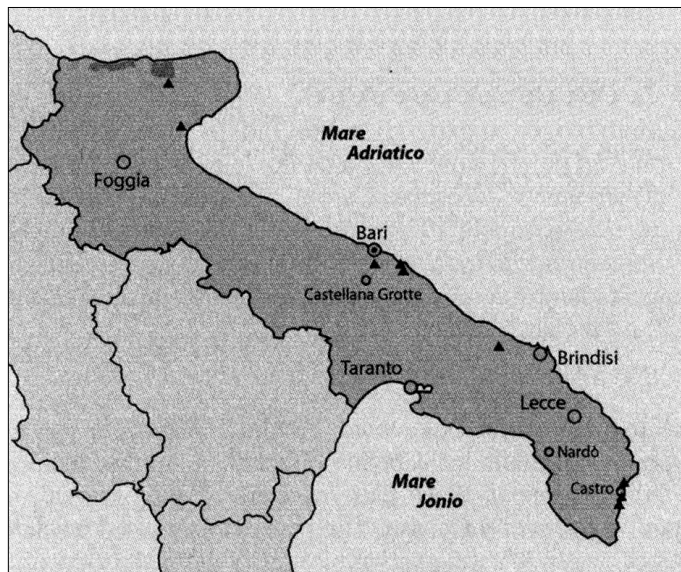 Mare
Adriatico
Foggia
Bari
Castellana Grotte
Brindisi
Taranto
Lecce
Nardò
Mare
Jonio
Castro